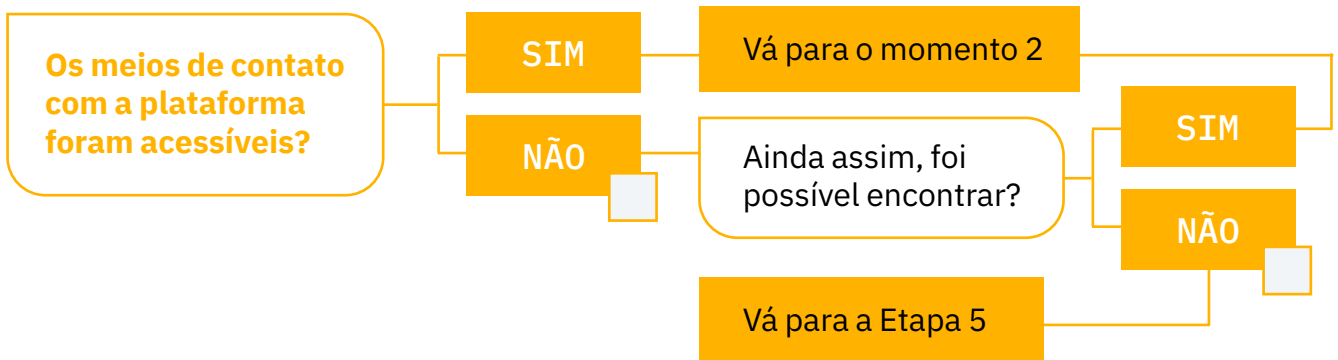 Os meios de contato
com a plataforma
foram acessíveis?
SIM
Vá para o momento 2
NÃO
Ainda assim, foi
possível encontrar?
SIM
NÃO
Vá para a Etapa 5